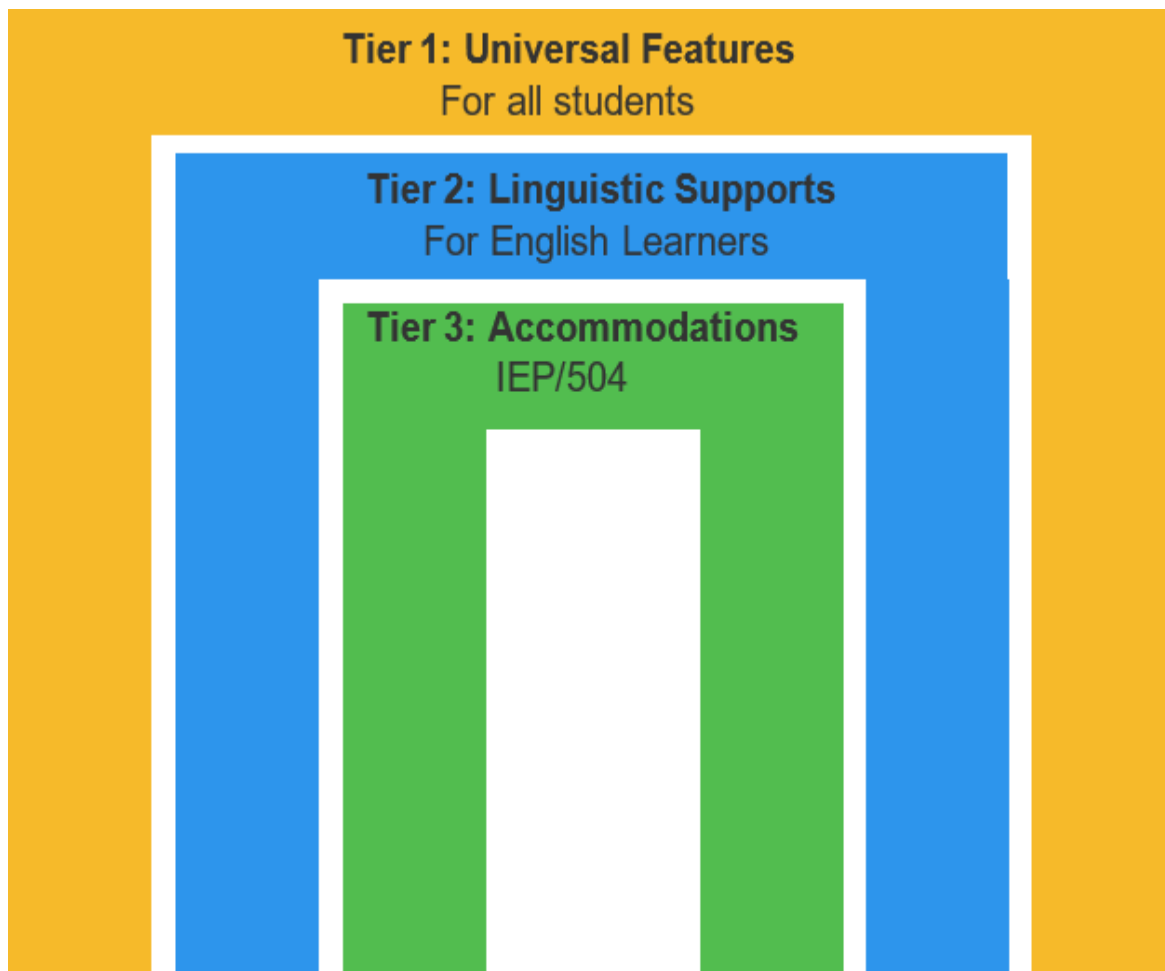 Tier 1: Universal Features
For all students
Tier 2: Linguistic Supports
For English Learners
Tier 3: Accommodations
IEP/504